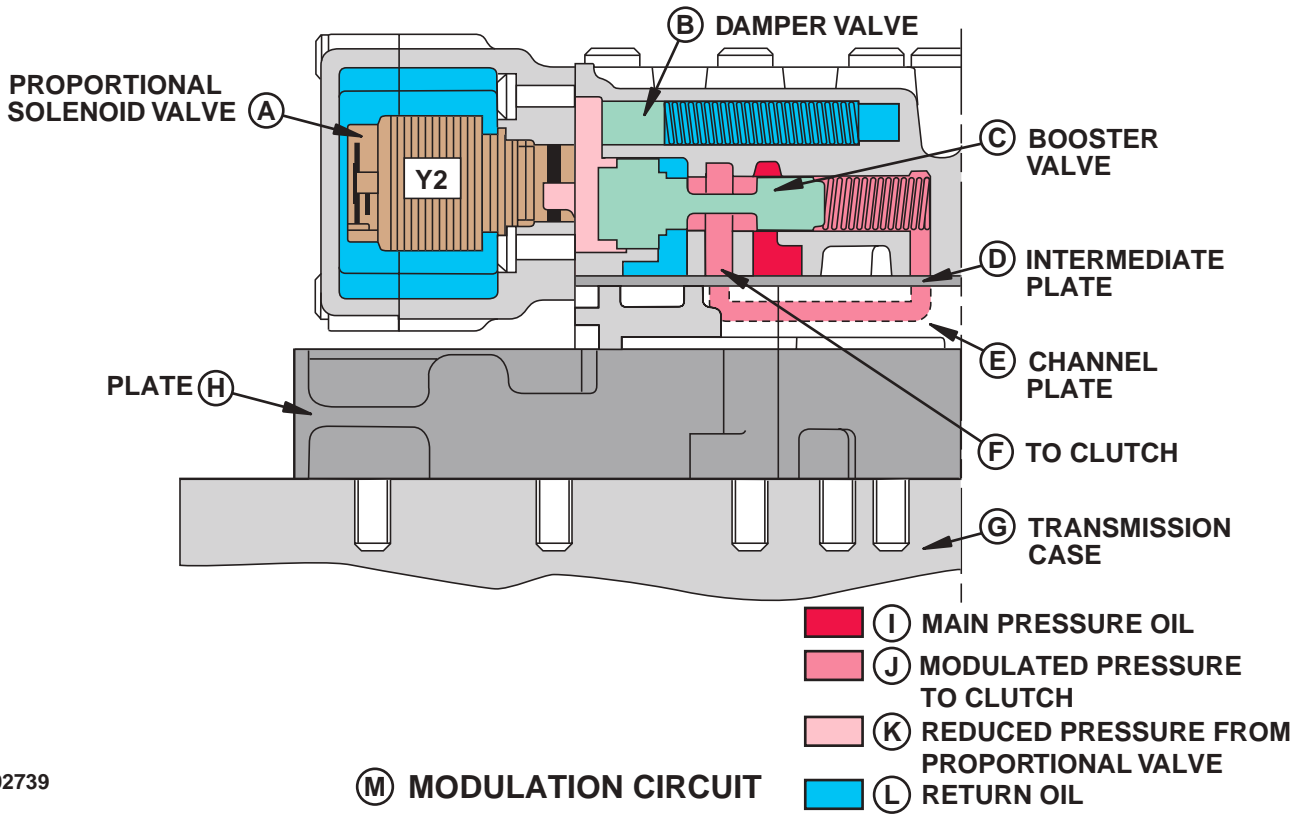 B DAMPER VALVE
PROPORTIONAL
SOLENOID VALVE A
C BOOSTER
VALVE
Y2
D INTERMEDIATE
PLATE
E CHANNEL
PLATE
PLATE H
F TO CLUTCH
G TRANSMISSION
CASE
I MAIN PRESSURE OIL
J MODULATED PRESSURE
TO CLUTCH
K REDUCED PRESSURE FROM
PROPORTIONAL VALVE
L RETURN OIL
M MODULATION CIRCUIT
02739